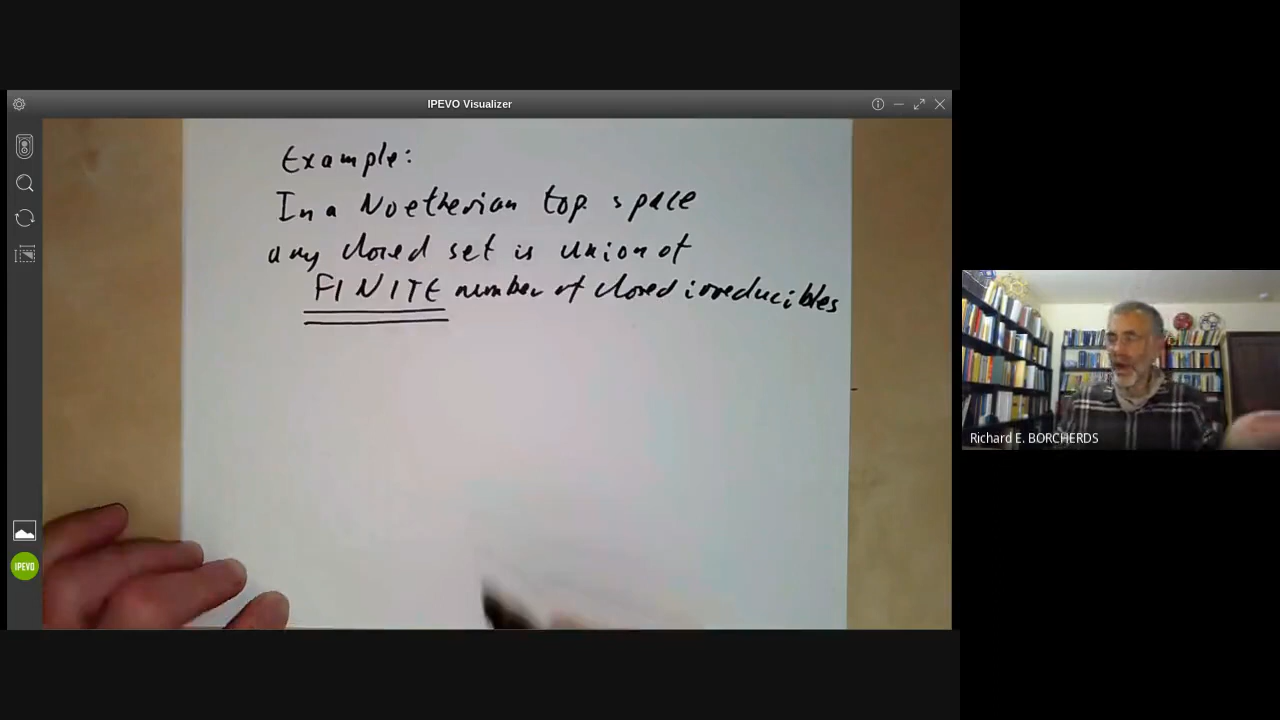 IPEVO Visualizer
Example:
In a Noetherian top space
any closed set is union of
FINITE number of closed irreducibles
Richard E. BORCHERDS
IPEVO